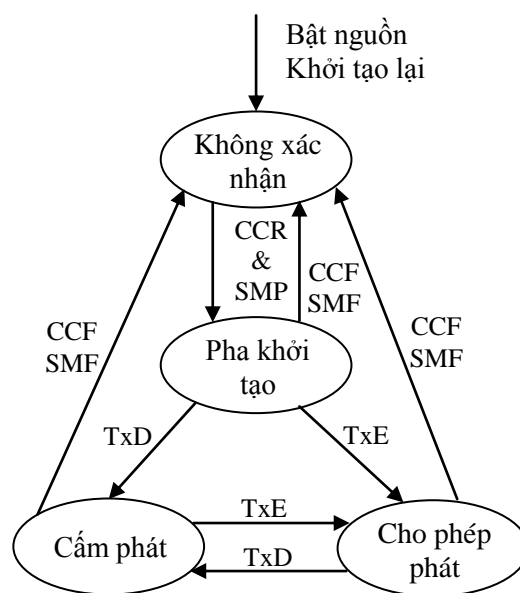 Bật nguồn
Khởi tạo lại
Không xác
nhận
CCR
&
SMP
CCF
SMF
CCF
SMF
CCF
SMF
Pha khởi
tạo
TxD
TxE
Cấm phát
TxE
TxD
Cho phép
phát